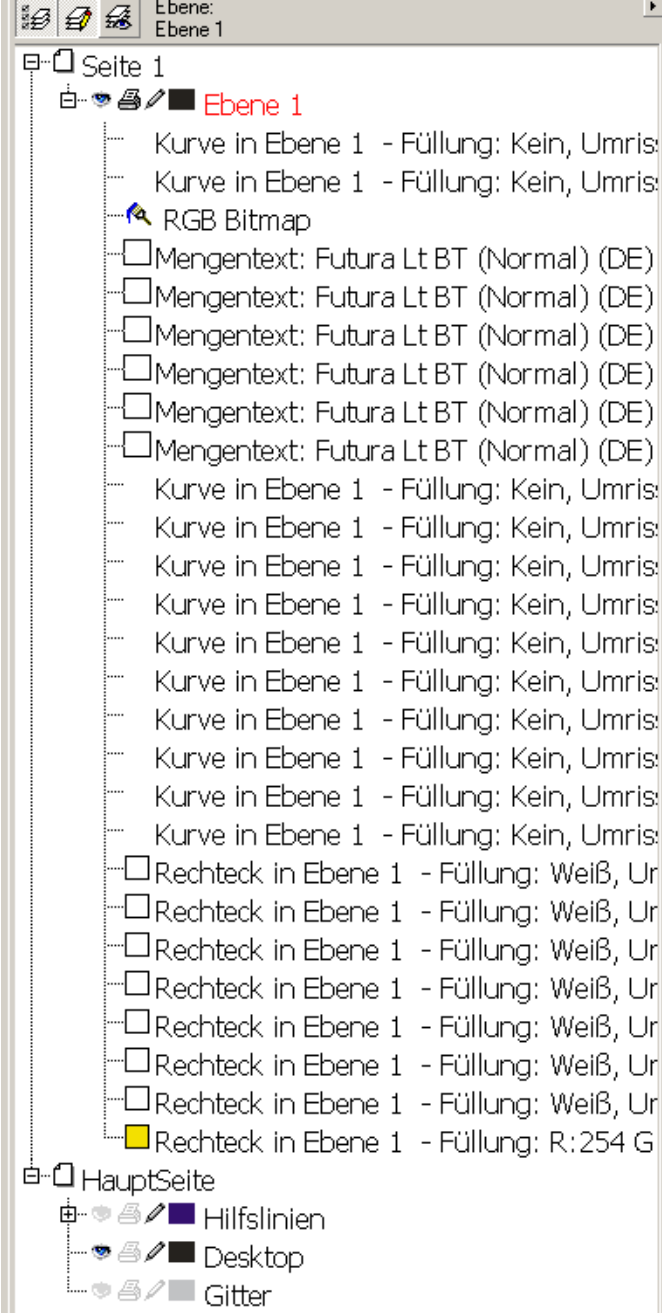 Ebene:
Ebene 1
Seite 1
Ebene 1
Kurve in Ebene 1 - Füllung: Kein, Umris
Kurve in Ebene 1 - Füllung: Kein, Umris
RGB Bitmap
Mengentext: Futura Lt BT (Normal) (DE)
Mengentext: Futura Lt BT (Normal) (DE)
Mengentext: Futura Lt BT (Normal) (DE)
Mengentext: Futura Lt BT (Normal) (DE)
Mengentext: Futura Lt BT (Normal) (DE)
Mengentext: Futura Lt BT (Normal) (DE)
Kurve in Ebene 1 - Füllung: Kein, Umris
Kurve in Ebene 1 - Füllung: Kein, Umris
Kurve in Ebene 1 - Füllung: Kein, Umris
Kurve in Ebene 1 - Füllung: Kein, Umris
Kurve in Ebene 1 - Füllung: Kein, Umris
Kurve in Ebene 1 - Füllung: Kein, Umris
Kurve in Ebene 1 - Füllung: Kein, Umris
Kurve in Ebene 1 - Füllung: Kein, Umris
Kurve in Ebene 1 - Füllung: Kein, Umris
Kurve in Ebene 1 - Füllung: Kein, Umris
Rechteck in Ebene 1 - Füllung: Weiß, Ur
Rechteck in Ebene 1 - Füllung: Weiß, Ur
Rechteck in Ebene 1 - Füllung: Weiß, Ur
Rechteck in Ebene 1 - Füllung: Weiß, Ur
Rechteck in Ebene 1 - Füllung: Weiß, Ur
Rechteck in Ebene 1 - Füllung: Weiß, Ur
Rechteck in Ebene 1 - Füllung: Weiß, Ur
Rechteck in Ebene 1 - Füllung: R:254 G
HauptSeite
Hilfslinien
Desktop
Gitter